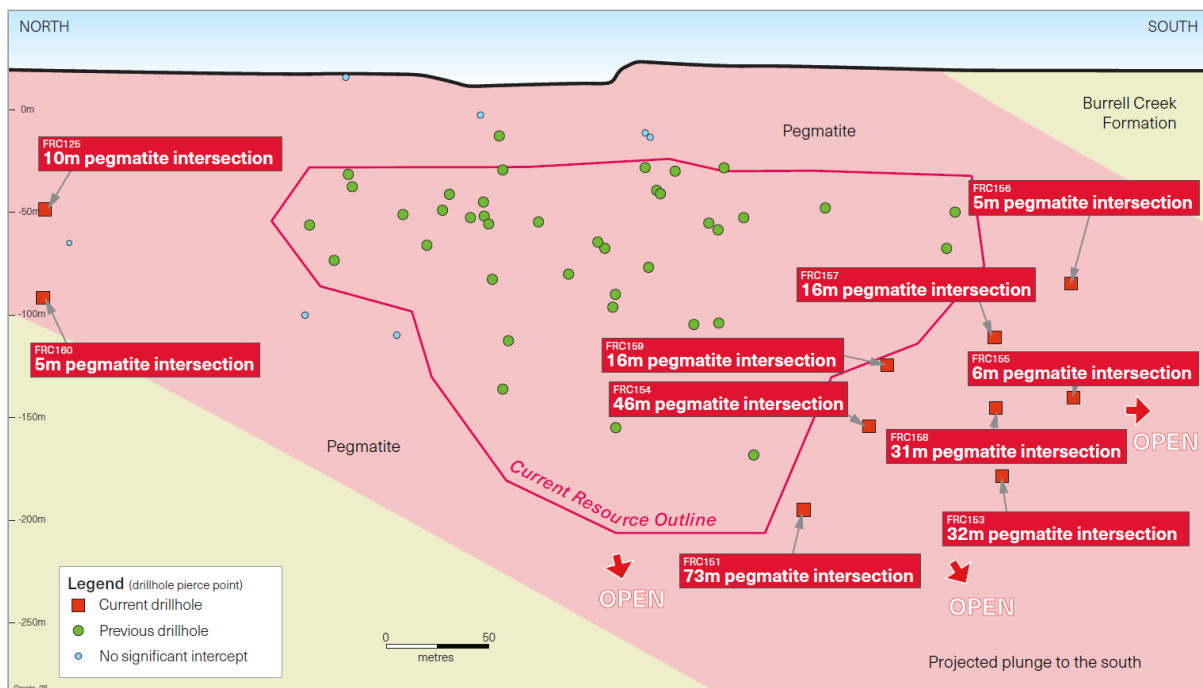 NORTH
SOUTH
0m
Burrell Creek
Formation
Pegmatite
FRC125
10m pegmatite intersection
FRC156
5m pegmatite intersection
-50m
FRC157
16m pegmatite intersection
-100m
FRC160
5m pegmatite intersection
FRC159
16m pegmatite intersection
FRC155
6m pegmatite intersection
FRC154
46m pegmatite intersection
-150m
OPEN
Pegmatite
FRC158
31m pegmatite intersection
Current Resource Outline
-200m
FRC153
32m pegmatite intersection
FRC151
73m pegmatite intersection
OPEN
OPEN
-250m
Legend (drillhole pierce point)
Current drillhole
Previous drillhole
No significant intercept
0 50
metres
Projected plunge to the south